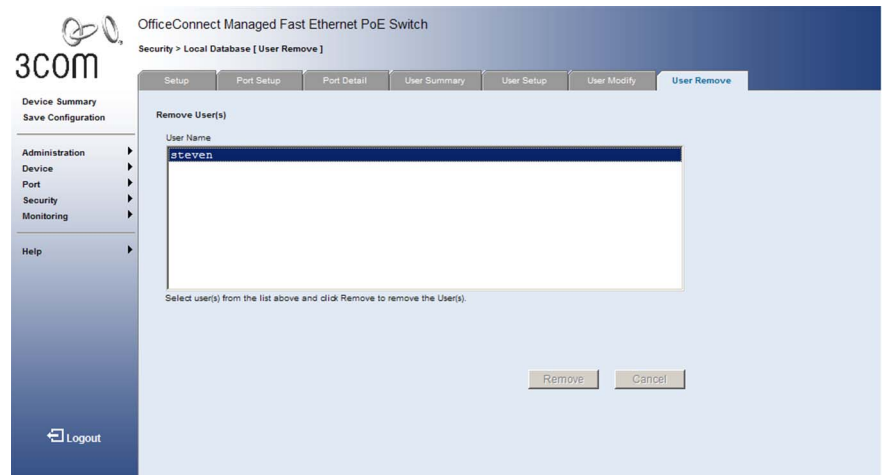 3COM
OfficeConnect Managed Fast Ethernet PoE Switch
Security > Local Database [ User Remove ]
Setup
Port Setup
Port Detail
User Summary
User Setup
User Modify
User Remove
Device Summary
Save Configuration
Administration
Device
Port
Security
Monitoring
Help
Logout
Remove User(s)
User Name
steven
Select user(s) from the list above and click Remove to remove the User(s).
Remove
Cancel